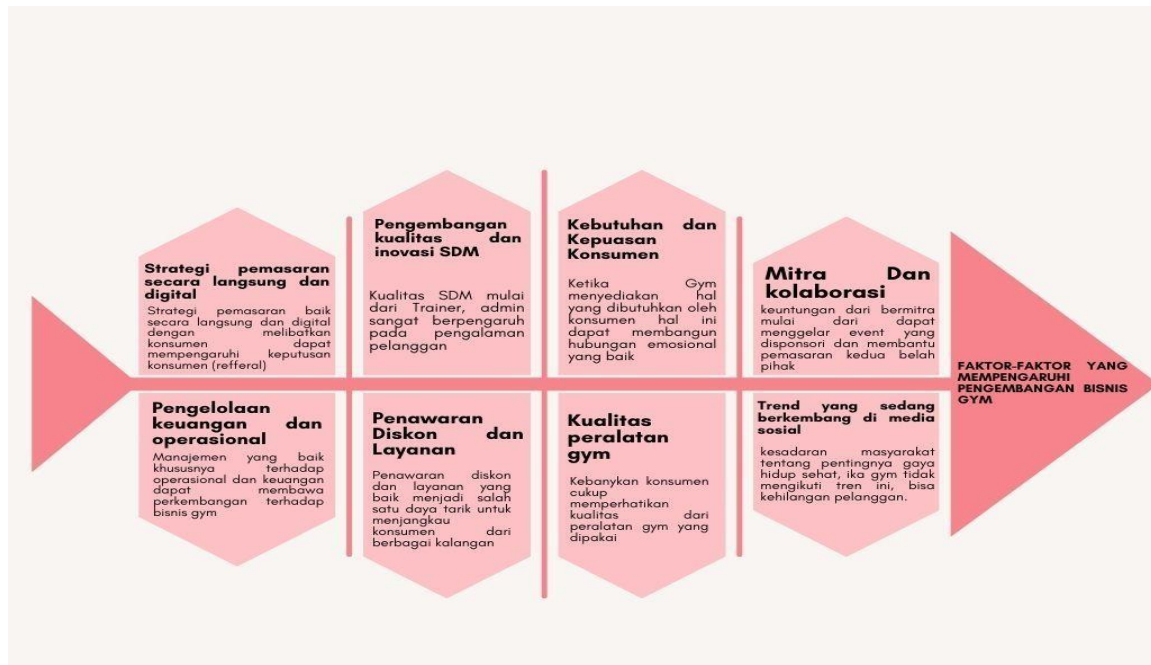 Strategi pemasaran
secara langsung dan
digital
Strategi pemasaran baik
secara langsung dan digital
dengan melibatkan
konsumen dapat
mempengaruhi keputusan
konsumen (refferal)
Pengembangan
kualitas dan
inovasi SDM
Kualitas SDM mulai
dari Trainer, admin
sangat berpengaruh
pada pengalaman
pelanggan
Kebutuhan dan
Kepuasan
Konsumen
Ketika Gym
menyediakan hal
yang dibutuhkan oleh
konsumen hal ini
dapat membangun
hubungan emosional
yang baik
Mitra Dan
kolaborasi
keuntungan dari bermitra
mulai dari dapat
menggelar event yang
disponsori dan membantu
pemasaran kedua belah
pihak
FAKTOR-FAKTOR YANG
MEMPENGARUHI
PENGEMBANGAN BISNIS
GYM
Pengelolaan
keuangan dan
operasional
Manajemen yang baik
khususnya terhadap
operasional dan keuangan
dapat membawa
perkembangan terhadap
bisnis gym
Penawaran
Diskon dan
Layanan
Penawaran diskon
dan layanan yang
baik menjadi salah
satu daya tarik untuk
menjangkau
konsumen dari
berbagai kalangan
Kualitas
peralatan
gym
Kebanykan konsumen
cukup
memperhatikan
kualitas dari
peralatan gym yang
dipakai
Trend yang sedang
berkembang di media
sosial
kesadaran masyarakat
tentang pentingnya gaya
hidup sehat, ika gym tidak
mengikuti tren ini, bisa
kehilangan pelanggan.